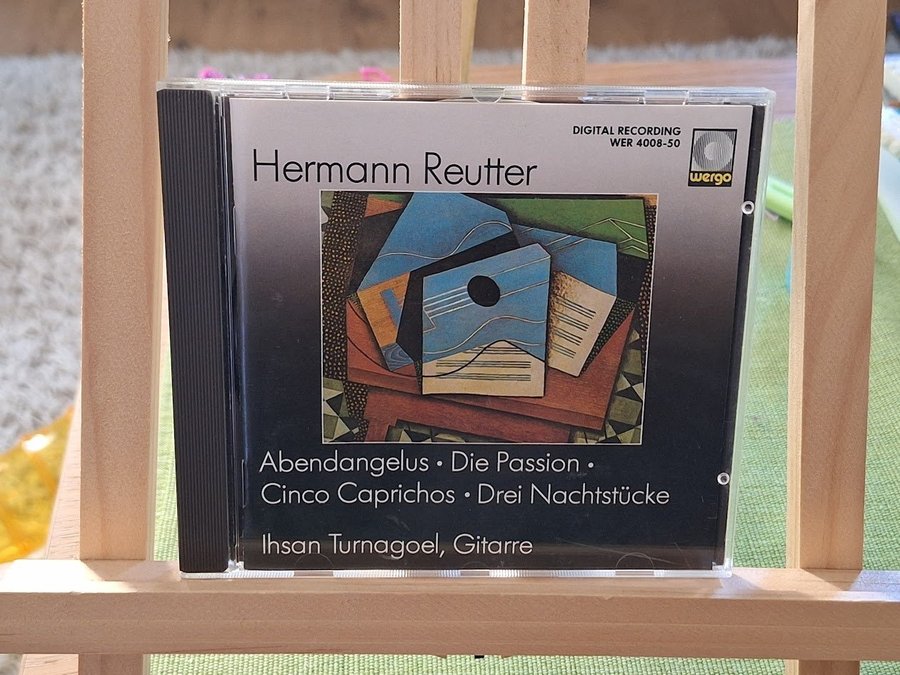 DIGITAL RECORDING
WER 4008-50
wergo
Hermann Reutter
Abendangelus • Die Passion •
Cinco Caprichos • Drei Nachtstücke
Ihsan Turnagoel, Gitarre